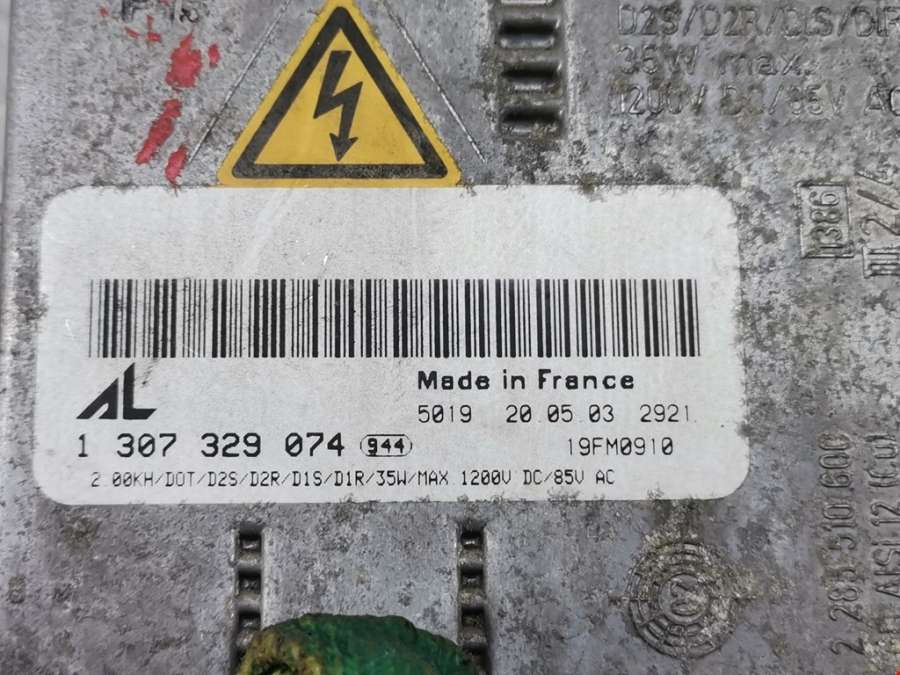 D2S/D2R/D1S/D1R
35W max.
1200V DC/85V AC
1386
AL
Made in France
5019 20.05.03 2921
1 307 329 074 944
19FM0910
2.00KH/DOT/D2S/D2R/D1S/D1R/35W/MAX 1200V DC/85V AC